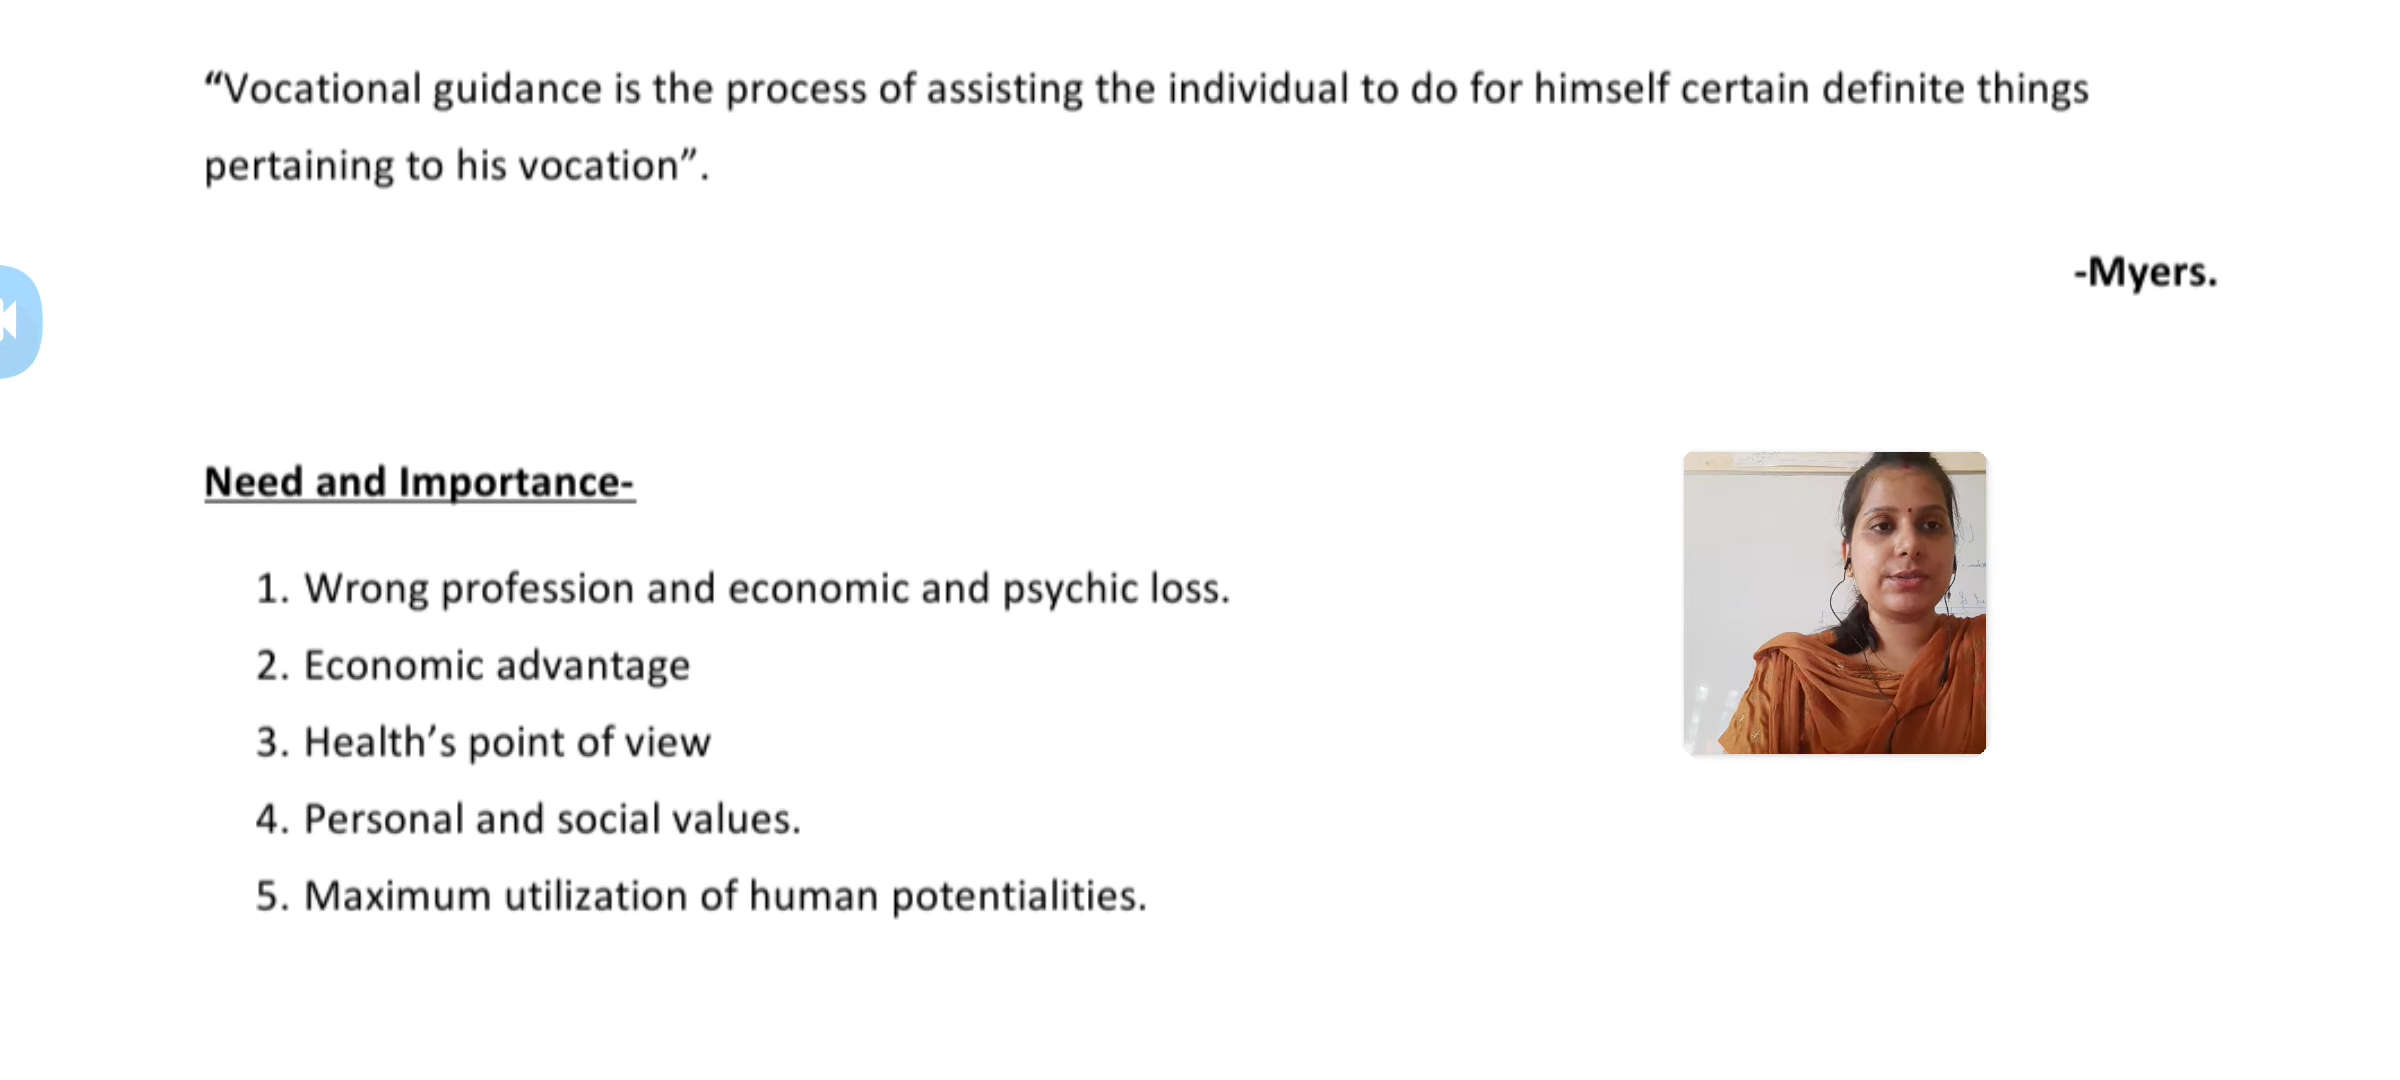 “Vocational guidance is the process of assisting the individual to do for himself certain definite things
pertaining to his vocation”.
-Myers.
Need and Importance-
1. Wrong profession and economic and psychic loss.
2. Economic advantage
3. Health’s point of view
4. Personal and social values.
5. Maximum utilization of human potentialities.